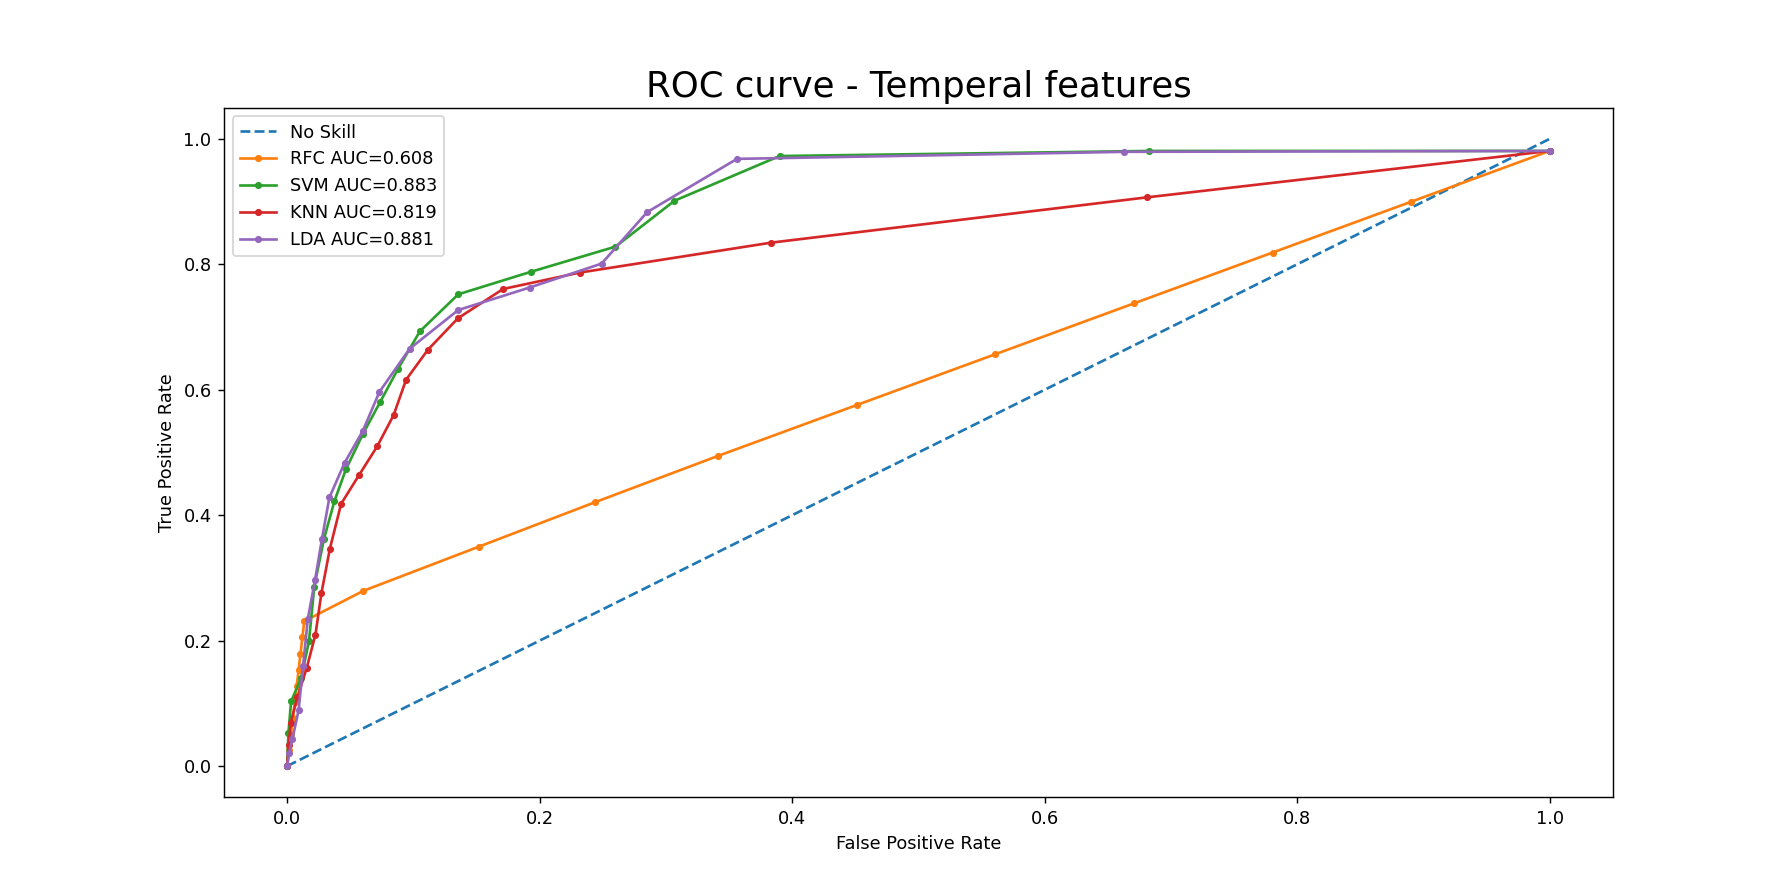 ROC curve - Temperal features
No Skill
RFC AUC=0.608
SVM AUC=0.883
KNN AUC=0.819
LDA AUC=0.881
True Positive Rate
1.0
0.8
0.6
0.4
0.2
0.0
0.0 0.2 0.4 0.6 0.8 1.0
False Positive Rate